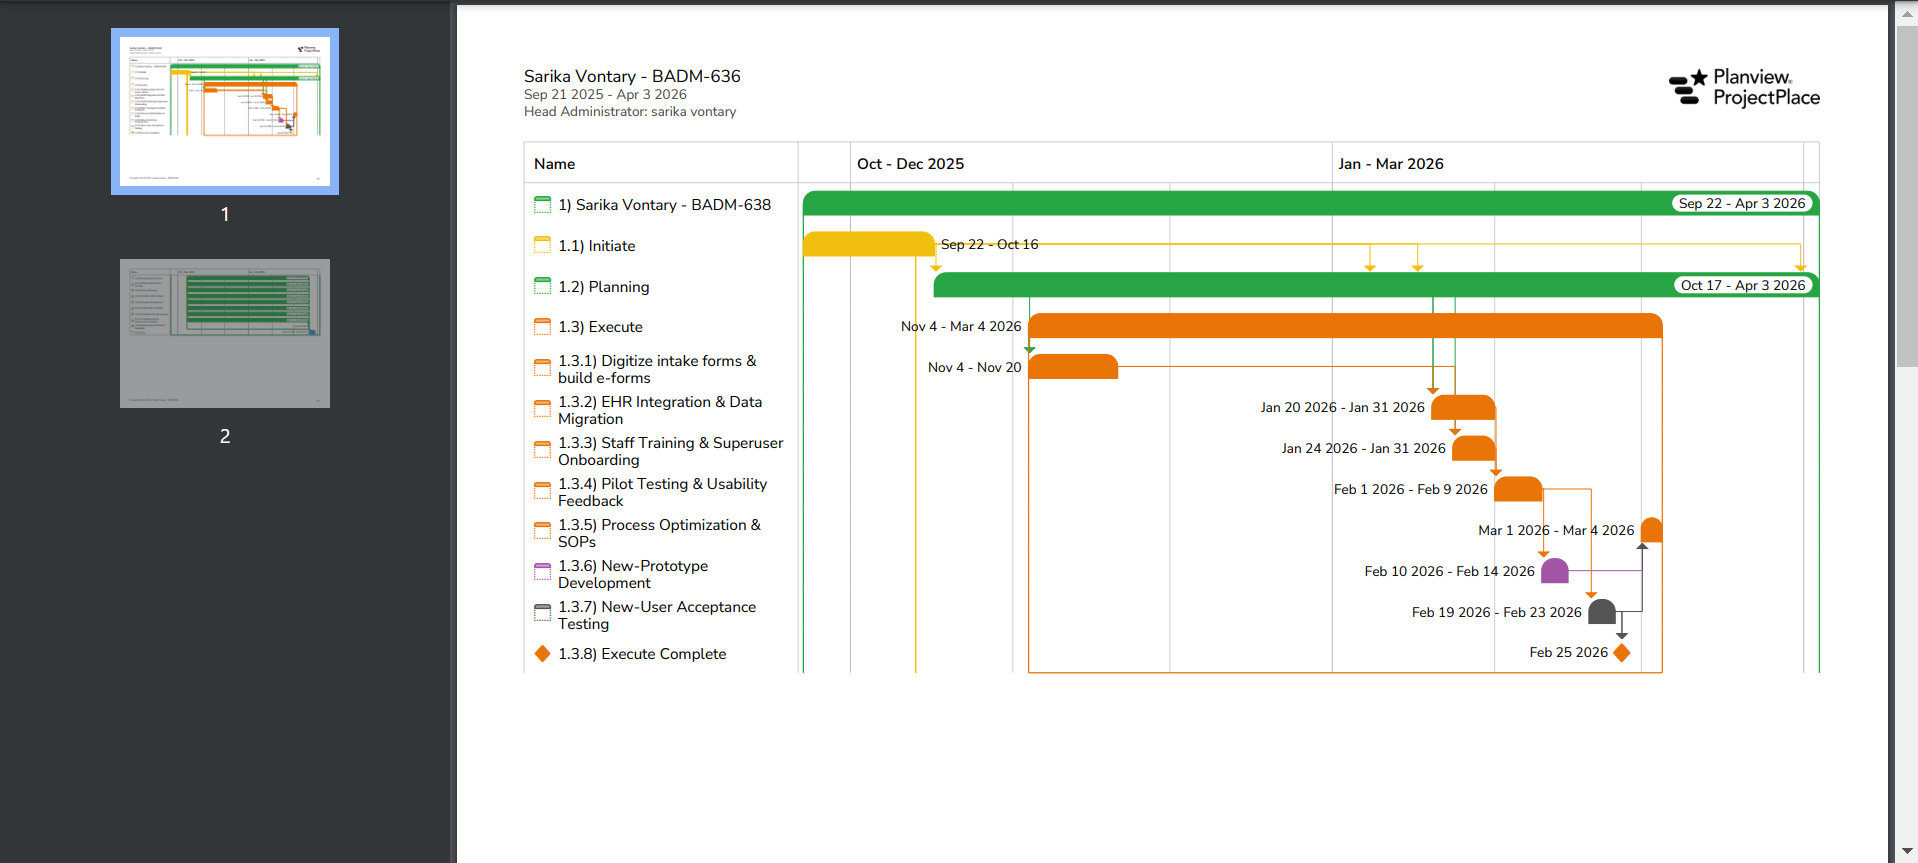 Sarika Vontary - BADM-636
Sep 21 2025 - Apr 3 2026
Head Administrator: sarika vontary
Planview®
ProjectPlace
Name
Oct - Dec 2025
Jan - Mar 2026
1) Sarika Vontary - BADM-638
Sep 22 - Apr 3 2026
1.1) Initiate
Sep 22 - Oct 16
1.2) Planning
Oct 17 - Apr 3 2026
1.3) Execute
Nov 4 - Mar 4 2026
1.3.1) Digitize intake forms &
build e-forms
Nov 4 - Nov 20
1.3.2) EHR Integration & Data
Migration
Jan 20 2026 - Jan 31 2026
1.3.3) Staff Training & Superuser
Onboarding
Jan 24 2026 - Jan 31 2026
1.3.4) Pilot Testing & Usability
Feedback
Feb 1 2026 - Feb 9 2026
1.3.5) Process Optimization &
SOPs
Mar 1 2026 - Mar 4 2026
1.3.6) New-Prototype
Development
Feb 10 2026 - Feb 14 2026
1.3.7) New-User Acceptance
Testing
Feb 19 2026 - Feb 23 2026
1.3.8) Execute Complete
Feb 25 2026
1
2